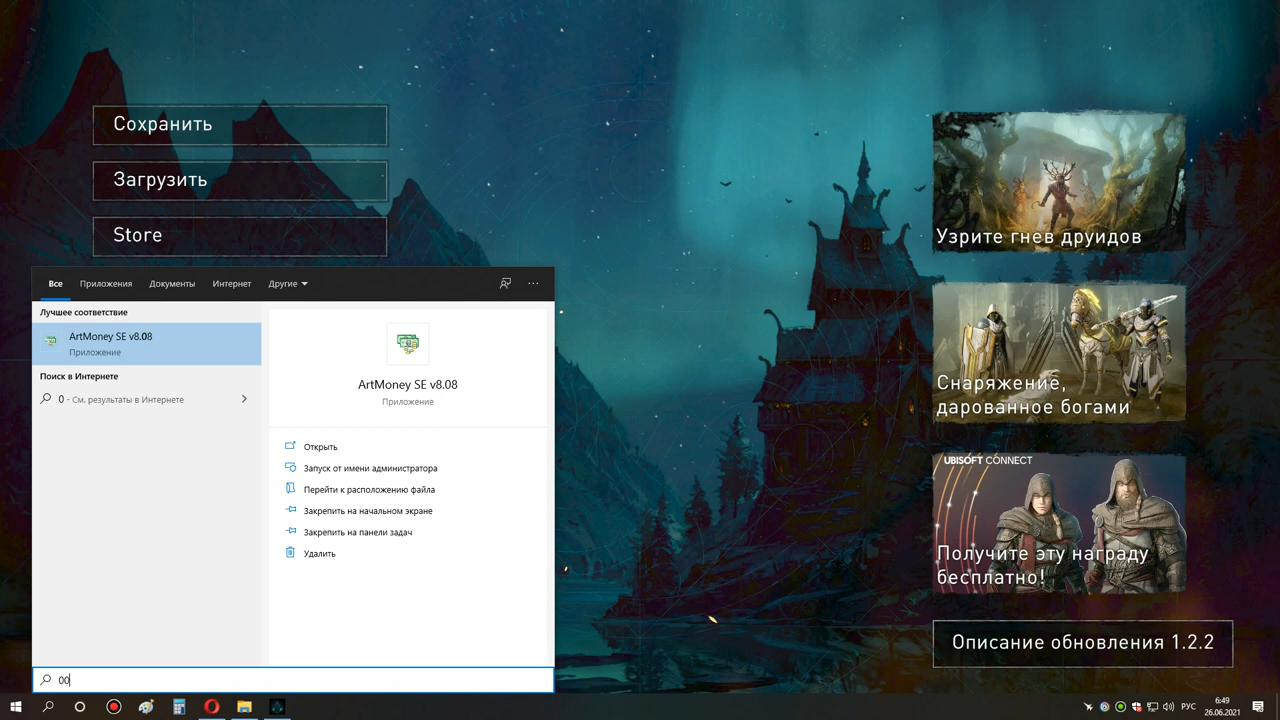 Сохранить
Загрузить
Store
Узрите гнев друидов
Снаряжение,
дарованное богами
UBISOFT CONNECT
Получите эту награду
бесплатно!
Описание обновления 1.2.2
Все Приложения Документы Интернет Другие
Лучшее соответствие
ArtMoney SE v8.08
Приложение
Поиск в Интернете
0 - См. результаты в Интернете
ArtMoney SE v8.08
Приложение
Открыть
Запуск от имени администратора
Перейти к расположению файла
Закрепить на начальном экране
Закрепить на панели задач
Удалить
00
РУС
6:49
26.06.2021